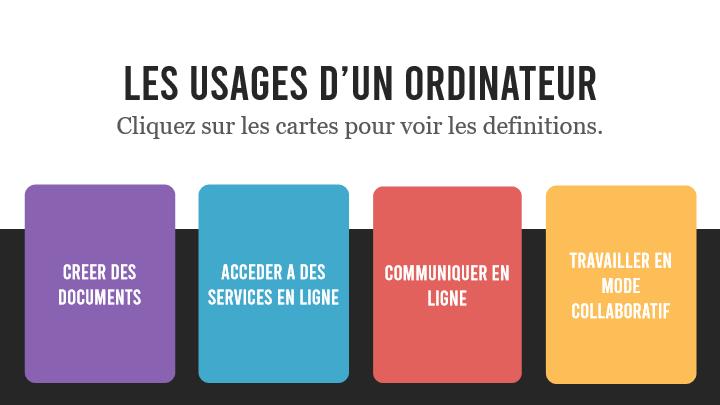 LES USAGES D'UN ORDINATEUR
Cliquez sur les cartes pour voir les definitions.
CREER DES
DOCUMENTS
ACCEDER A DES
SERVICES EN LIGNE
COMMUNIQUER EN
LIGNE
TRAVAILLER EN
MODE
COLLABORATIF